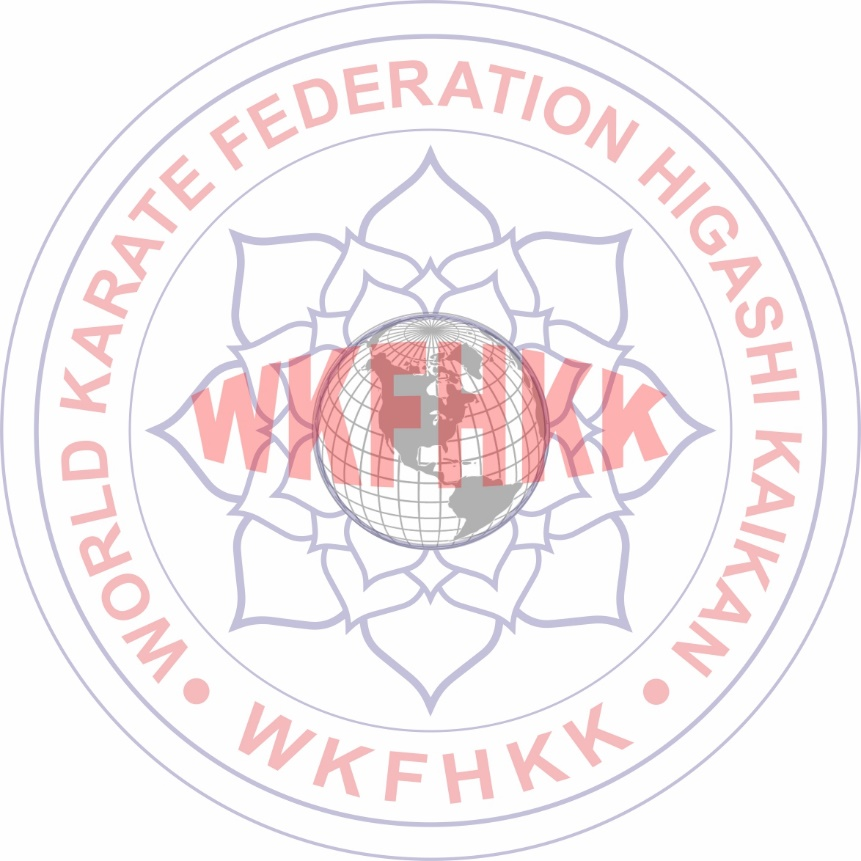 WORLD KARATE FEDERATION HIGASHI KAIKAN
WKFHKK
• WKFHKK •